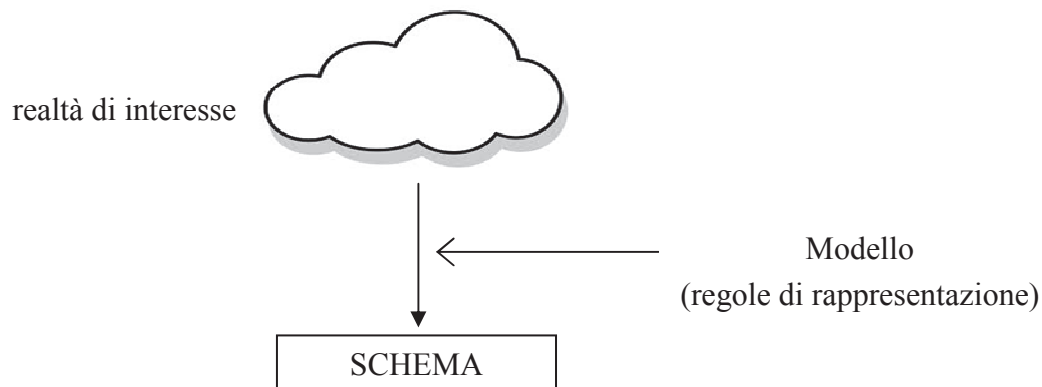 realtà di interesse
Modello
(regole di rappresentazione)
SCHEMA